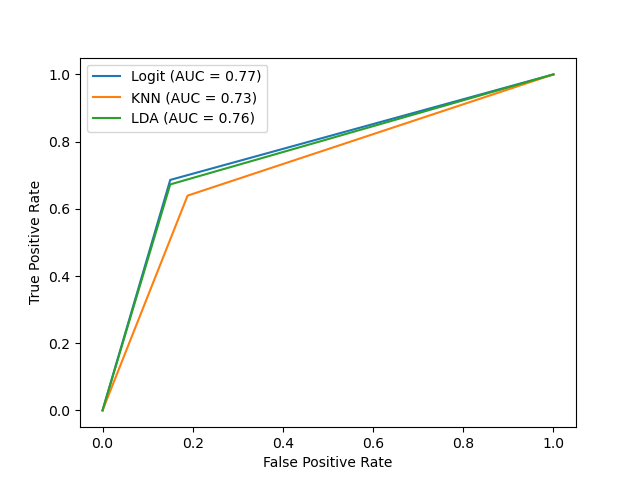 Logit (AUC = 0.77)
KNN (AUC = 0.73)
LDA (AUC = 0.76)
True Positive Rate
1.0
0.8
0.6
0.4
0.2
0.0
0.0 0.2 0.4 0.6 0.8 1.0
False Positive Rate